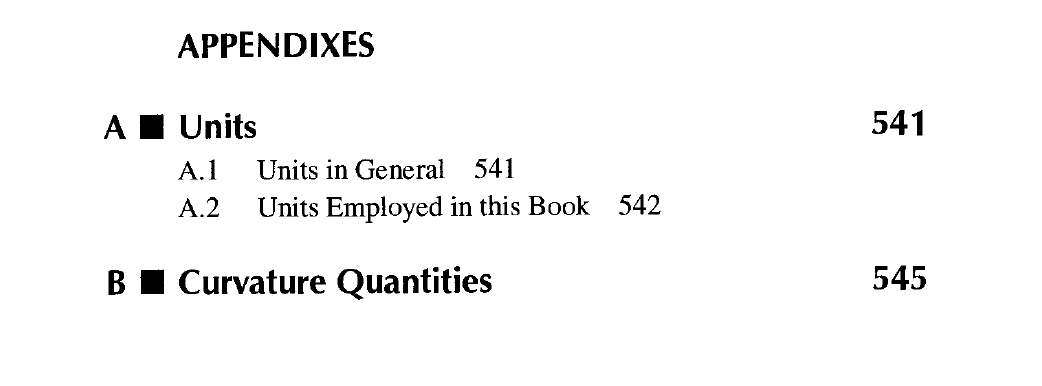 APPENDIXES
A ■ Units 541
A.1 Units in General 541
A.2 Units Employed in this Book 542
B ■ Curvature Quantities 545